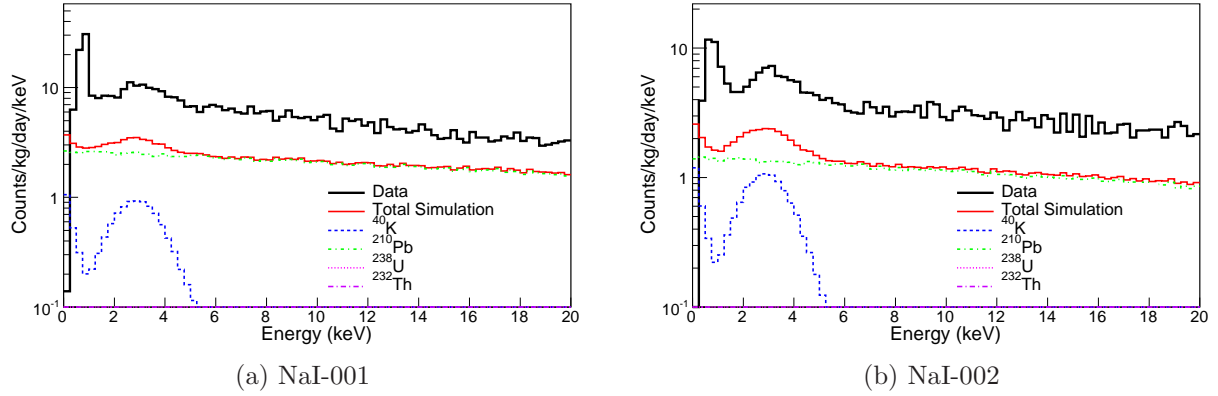 Counts/kg/day/keV
10
1
10⁻¹
Data
Total Simulation
⁴⁰K
²¹⁰Pb
²³⁸U
²³²Th
0 2 4 6 8 10 12 14 16 18 20
Energy (keV)
(a) NaI-001
Counts/kg/day/keV
10
1
10⁻¹
Data
Total Simulation
⁴⁰K
²¹⁰Pb
²³⁸U
²³²Th
0 2 4 6 8 10 12 14 16 18 20
Energy (keV)
(b) NaI-002